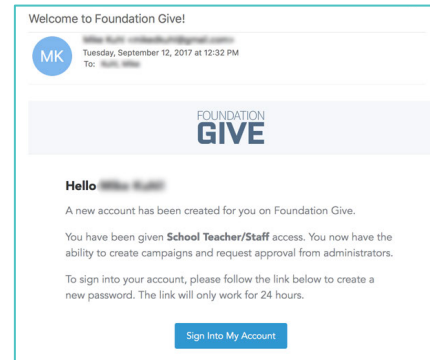 Welcome to Foundation Give!
MK
Tuesday, September 12, 2017 at 12:32 PM
To:
FOUNDATION
GIVE
Hello
A new account has been created for you on Foundation Give.
You have been given School Teacher/Staff access. You now have the
ability to create campaigns and request approval from administrators.
To sign into your account, please follow the link below to create a
new password. The link will only work for 24 hours.
Sign Into My Account